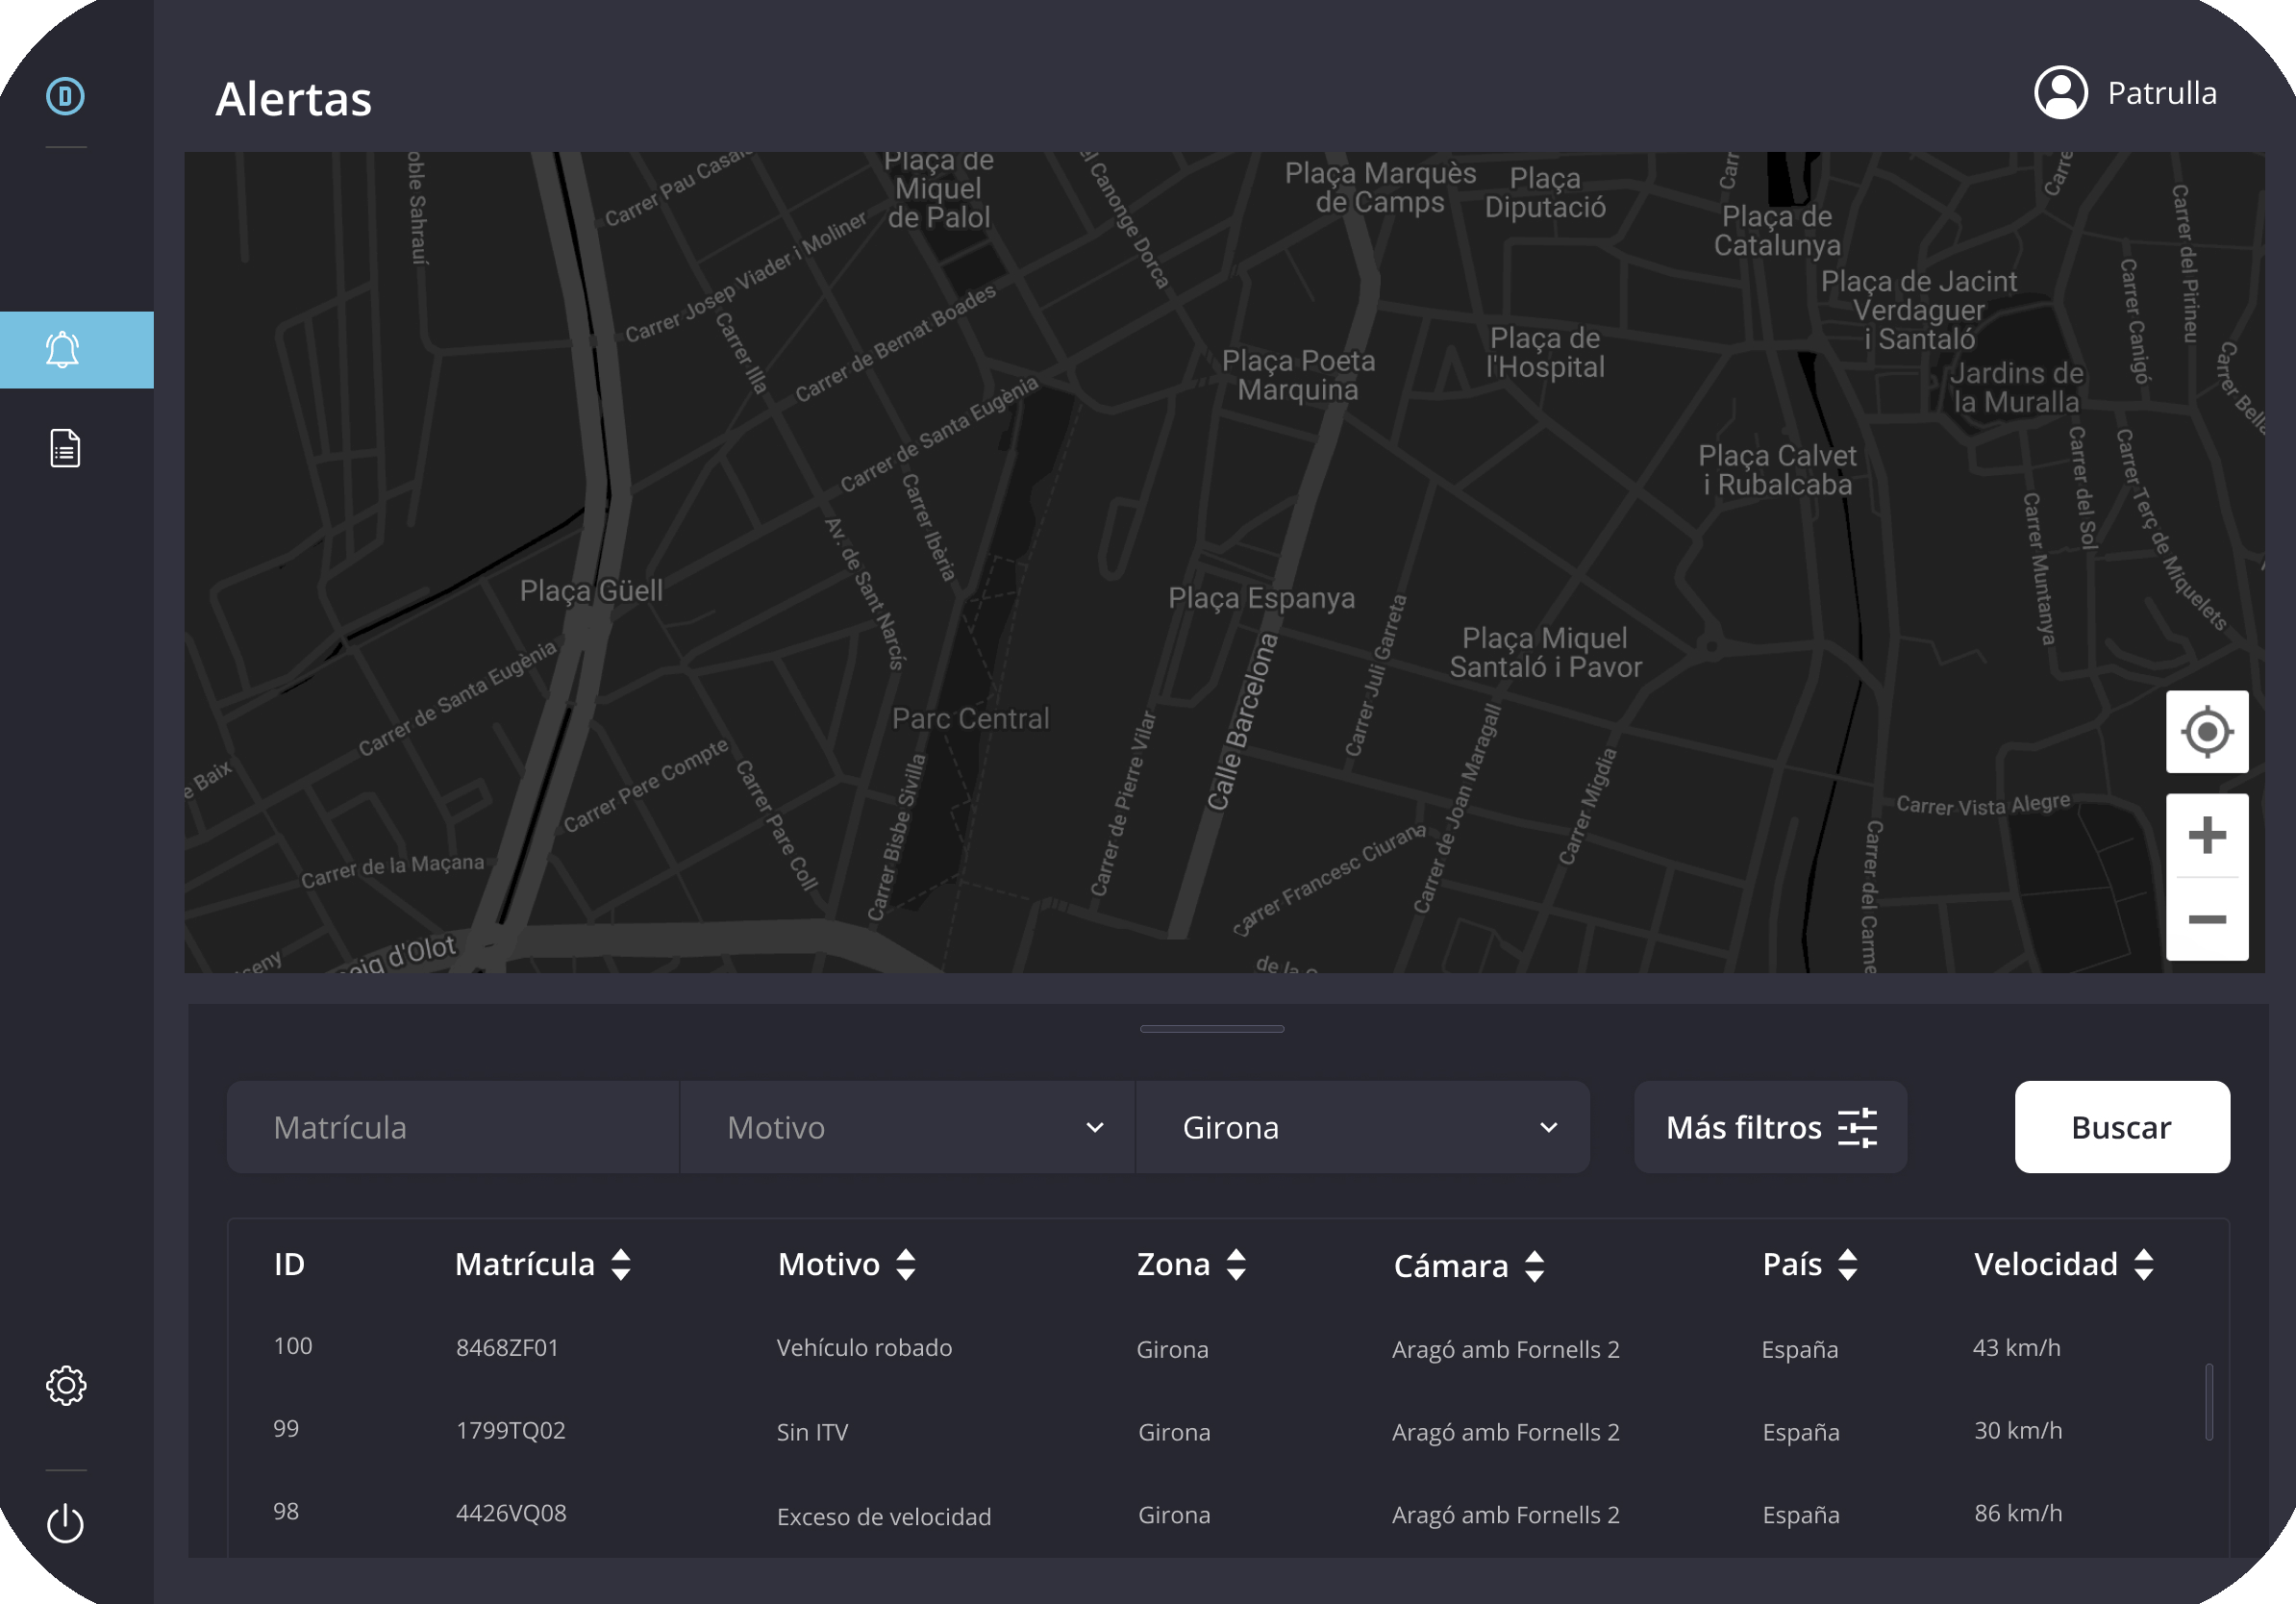 D
Alertas
Patrulla
oble Sahrauí
Carrer Pau Casals
Plaça de
Miquel
de Palol
el Canonge Dorca
Plaça Marquès
de Camps
Plaça
Diputació
Plaça de
Catalunya
Carrer Josep Viader i Moliner
Carrer de Bernat Boades
Carrer Illa
Carrer de Santa Eugènia
Plaça Poeta
Marquina
Plaça de
l'Hospital
Plaça de Jacint
Verdaguer
i Santaló
Jardins de
la Muralla
Carrer Canigó
Carrer del Pirineu
Carrer Bell
Plaça Calvet
i Rubalcaba
Carrer Ibèria
Av. de Sant Narcís
Carrer Muntanya
Carrer del Sol
Carrer Terç de Miquelets
Plaça Güell
Plaça Espanya
Carrer Juli Garreta
Plaça Miquel
Santaló i Pavor
Carrer de Santa Eugènia
Parc Central
Calle Barcelona
Carrer de Pierre Vilar
Carrer de Joan Maragall
Carrer Migdia
e Baix
Carrer Pere Compte
Carrer Pare Coll
Carrer Bisbe Sivilla
Carrer Vista Alegre
Carrer de la Maçana
Carrer Francesc Ciurana
Carrer del Carme
eig d'Olot
Matrícula
Motivo
Girona
Más filtros
Buscar
ID Matrícula Motivo Zona Cámara País Velocidad
100 8468ZF01 Vehículo robado Girona Aragó amb Fornells 2 España 43 km/h
99 1799TQ02 Sin ITV Girona Aragó amb Fornells 2 España 30 km/h
98 4426VQ08 Exceso de velocidad Girona Aragó amb Fornells 2 España 86 km/h